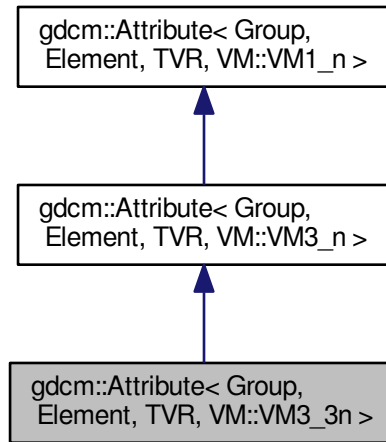 gdcm::Attribute< Group,
Element, TVR, VM::VM1_n >
gdcm::Attribute< Group,
Element, TVR, VM::VM3_n >
gdcm::Attribute< Group,
Element, TVR, VM::VM3_3n >